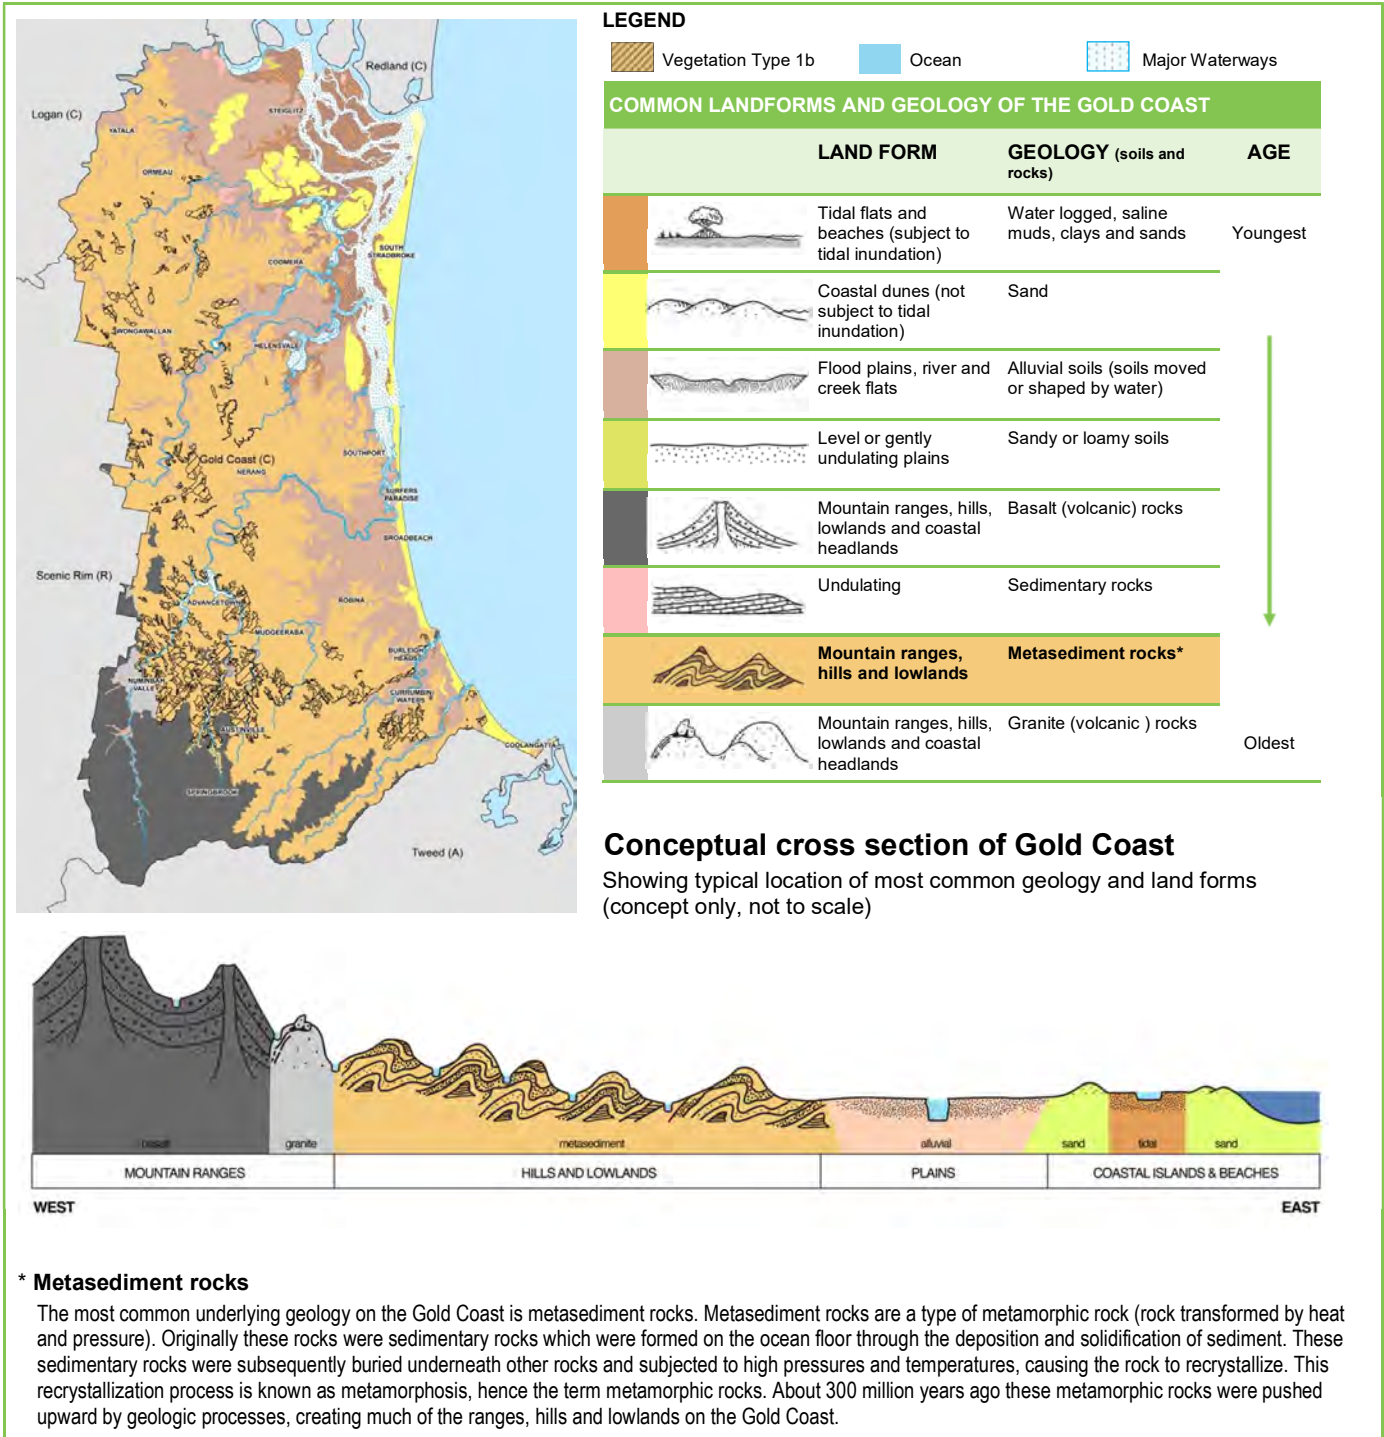 LEGEND
Vegetation Type 1b
Ocean
Major Waterways
COMMON LANDFORMS AND GEOLOGY OF THE GOLD COAST
LAND FORM
GEOLOGY (soils and
rocks)
AGE
Tidal flats and
beaches (subject to
tidal inundation)
Water logged, saline
muds, clays and sands
Youngest
Coastal dunes (not
subject to tidal
inundation)
Sand
Flood plains, river and
creek flats
Alluvial soils (soils moved
or shaped by water)
Level or gently
undulating plains
Sandy or loamy soils
Mountain ranges, hills,
lowlands and coastal
headlands
Basalt (volcanic) rocks
Undulating
Sedimentary rocks
Mountain ranges,
hills and lowlands
Metasediment rocks*
Mountain ranges, hills,
lowlands and coastal
headlands
Granite (volcanic ) rocks
Oldest
Redland (C)
Logan (C)
STEIGLITZ
YATALA
ORMEAU
SOUTH
STRADBROKE
COOMERA
WONGAWALLAN
HELENSVALE
SOUTHPORT
Gold Coast (C)
NERANG
SURFERS
PARADISE
BROADBEACH
Scenic Rim (R)
ADVANCETOWN
ROBINA
MUDGEERABA
BURLEIGH
HEADS
NUMINBAH
VALLEY
CURRUMBIN
WATERS
AUSTINVILLE
COOLANGATTA
SPRINGBROOK
Tweed (A)
Conceptual cross section of Gold Coast
Showing typical location of most common geology and land forms
(concept only, not to scale)
basalt
granite
metasediment
alluvial
sand
tidal
sand
MOUNTAIN RANGES
HILLS AND LOWLANDS
PLAINS
COASTAL ISLANDS & BEACHES
WEST
EAST
* Metasediment rocks
The most common underlying geology on the Gold Coast is metasediment rocks. Metasediment rocks are a type of metamorphic rock (rock transformed by heat
and pressure). Originally these rocks were sedimentary rocks which were formed on the ocean floor through the deposition and solidification of sediment. These
sedimentary rocks were subsequently buried underneath other rocks and subjected to high pressures and temperatures, causing the rock to recrystallize. This
recrystallization process is known as metamorphosis, hence the term metamorphic rocks. About 300 million years ago these metamorphic rocks were pushed
upward by geologic processes, creating much of the ranges, hills and lowlands on the Gold Coast.